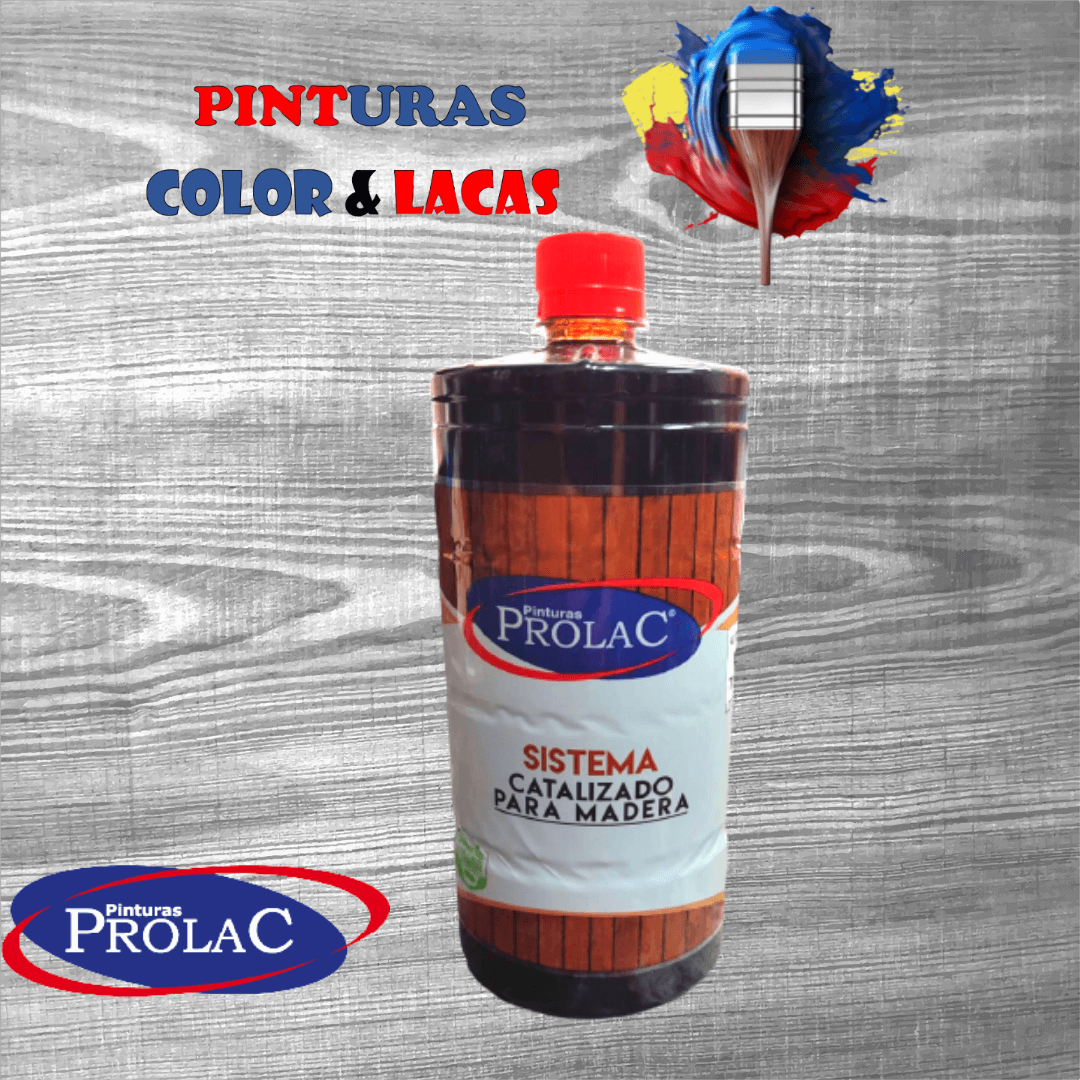 PINTURAS
COLOR & LACAS
Pinturas
PROLAC©
SISTEMA
CATALIZADO
PARA MADERA
Pinturas
PROLAC